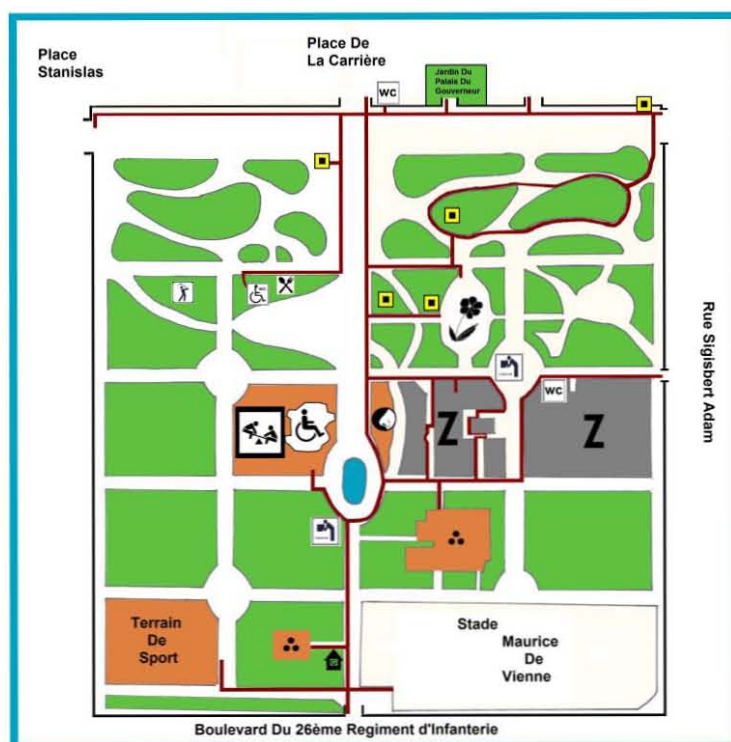 Place
Stanislas
Place De
La Carrière
Jardin Du
Palais Du
Gouverneur
WC
Rue Sigisbert Adam
WC
Z
Z
Terrain
De
Sport
Stade
Maurice
De
Vienne
Boulevard Du 26ème Regiment d'Infanterie